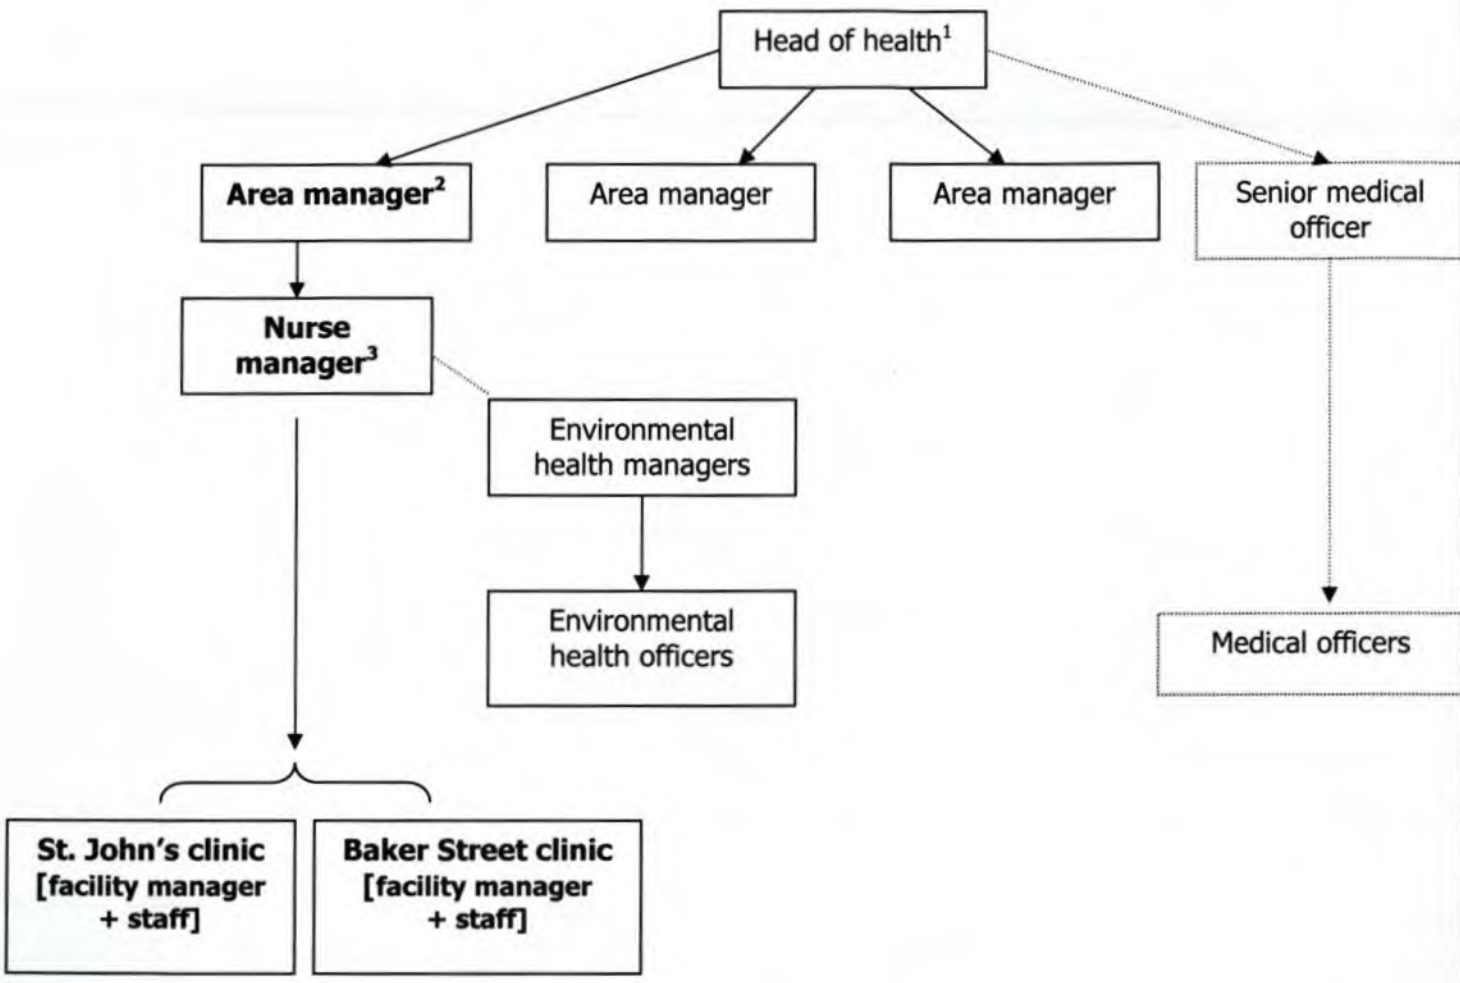 Head of health¹
Area manager²
Area manager
Area manager
Senior medical
officer
Nurse
manager³
Environmental
health managers
Environmental
health officers
Medical officers
St. John's clinic
[facility manager
+ staff]
Baker Street clinic
[facility manager
+ staff]